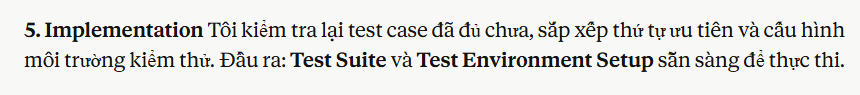 5. Implementation Tôi kiểm tra lại test case đã đủ chưa, sắp xếp thứ tự ưu tiên và cấu hình
môi trường kiểm thử. Đầu ra: Test Suite và Test Environment Setup sẵn sàng để thực thi.